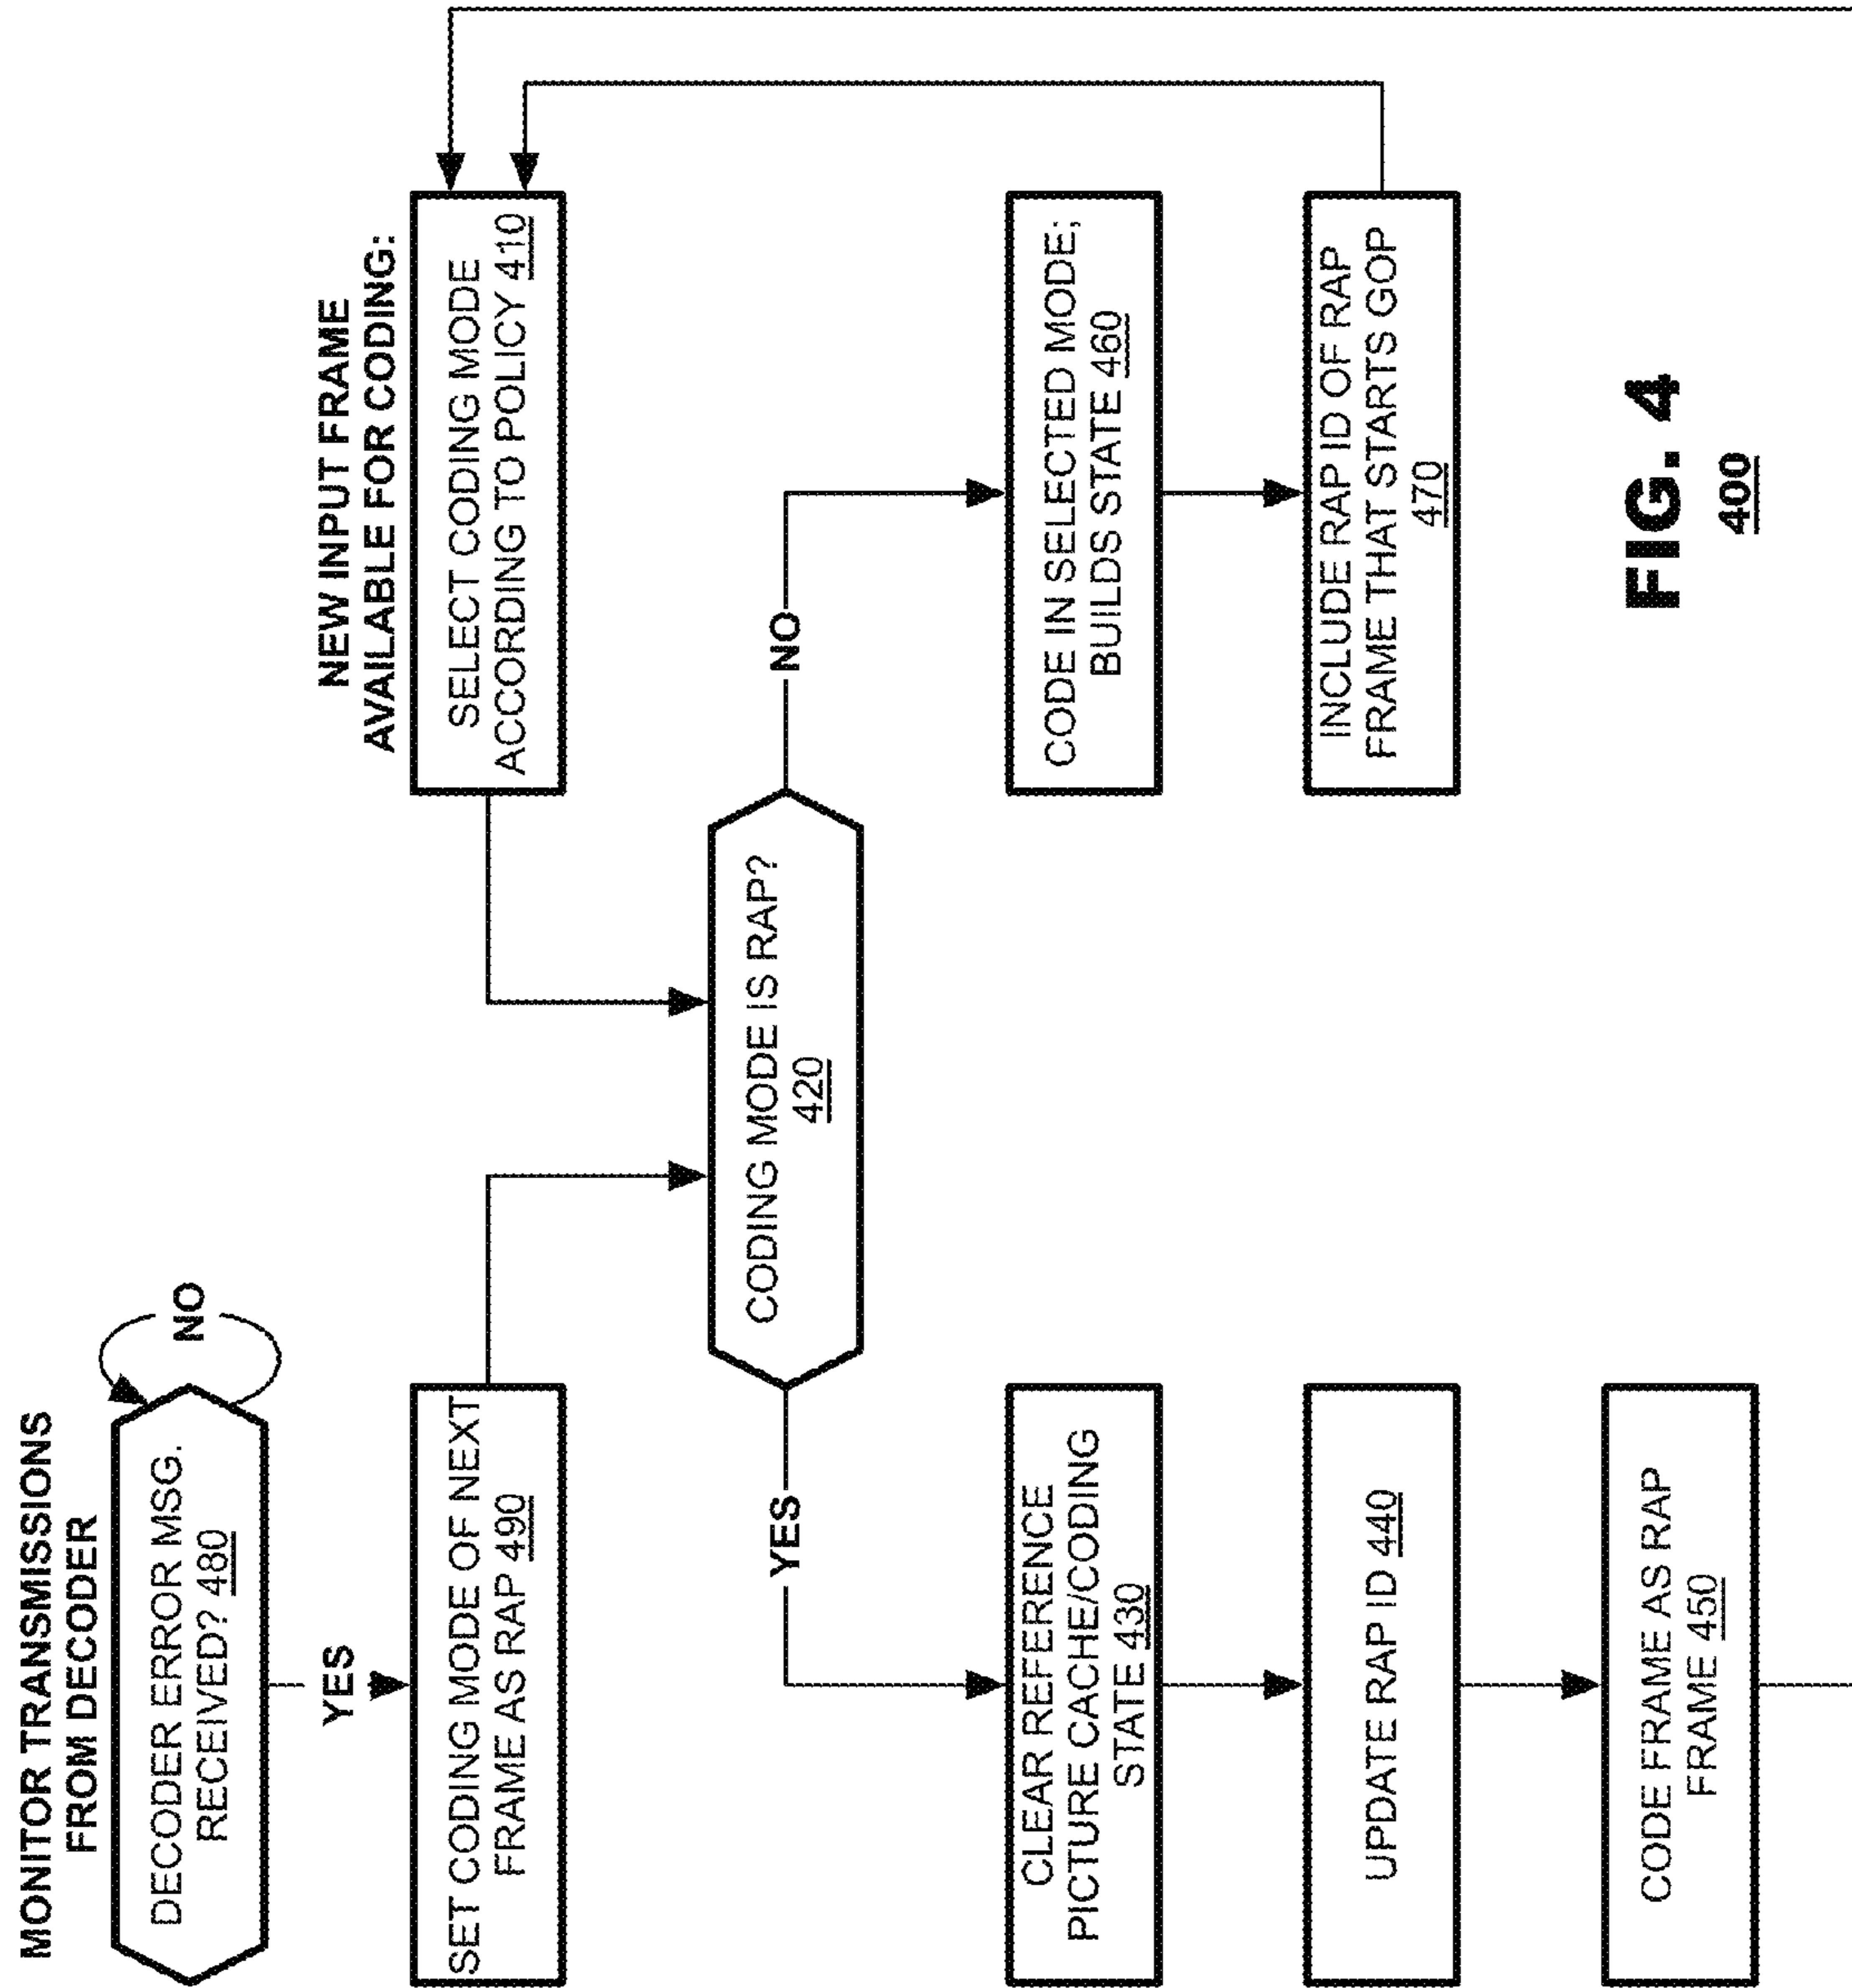 MONITOR TRANSMISSIONS
FROM DECODER
DECODER ERROR MSG.
RECEIVED? 480
NO
YES
SET CODING MODE OF NEXT
FRAME AS RAP 490
NEW INPUT FRAME
AVAILABLE FOR CODING:
SELECT CODING MODE
ACCORDING TO POLICY 410
CODING MODE IS RAP?
420
YES
NO
CLEAR REFERENCE
PICTURE CACHE/CODING
STATE 430
UPDATE RAP ID 440
CODE FRAME AS RAP
FRAME 450
CODE IN SELECTED MODE;
BUILDS STATE 460
INCLUDE RAP ID OF RAP
FRAME THAT STARTS GOP
470
FIG. 4
400